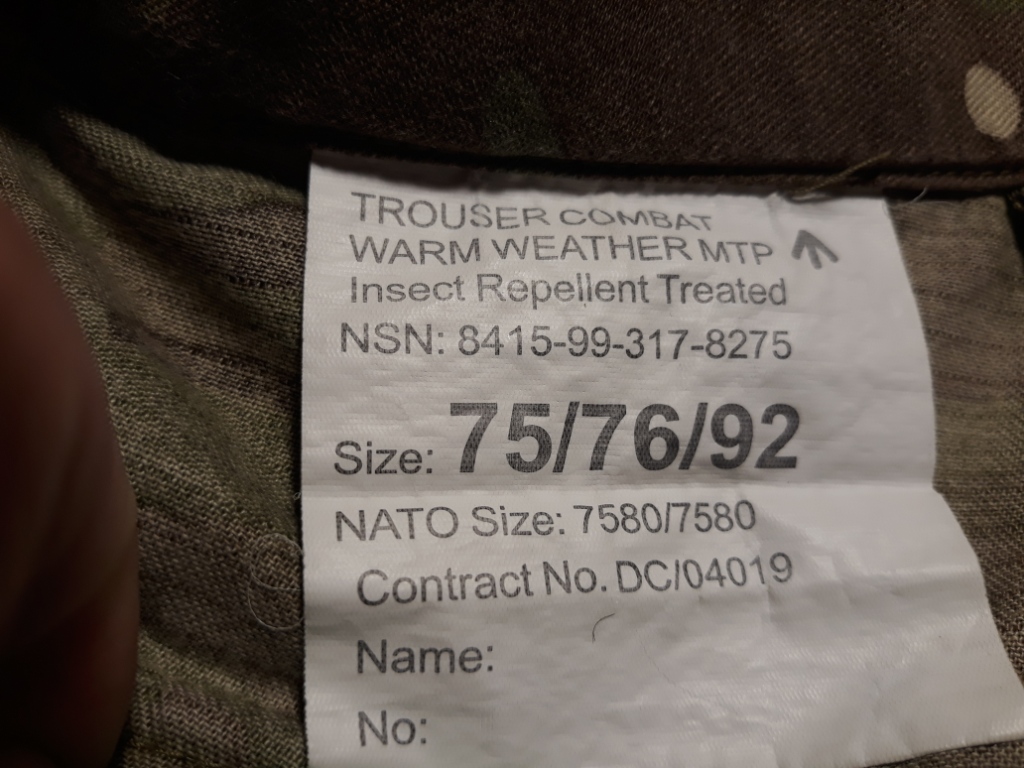 TROUSER COMBAT
WARM WEATHER MTP
Insect Repellent Treated
NSN: 8415-99-317-8275
Size: 75/76/92
NATO Size: 7580/7580
Contract No. DC/04019
Name:
No: